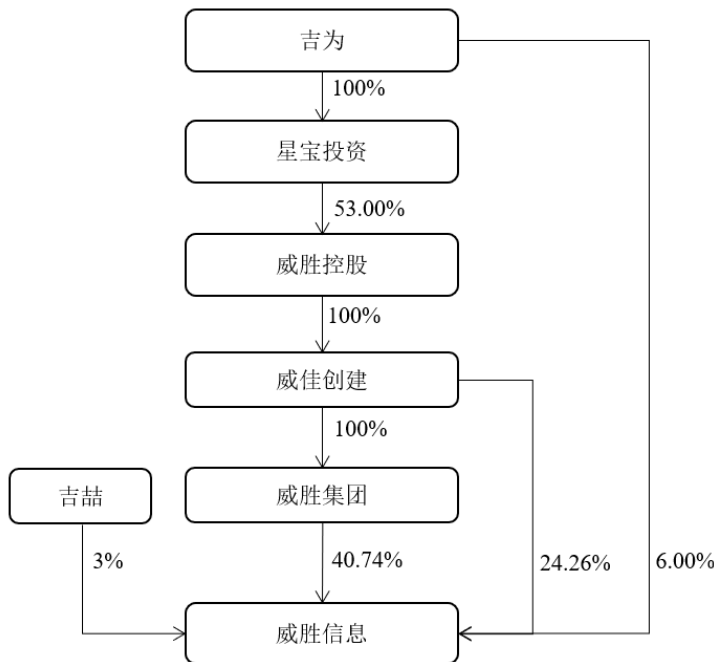 吉为
100%
星宝投资
53.00%
威胜控股
100%
威佳创建
100%
吉喆
威胜集团
3%
40.74%
24.26%
6.00%
威胜信息